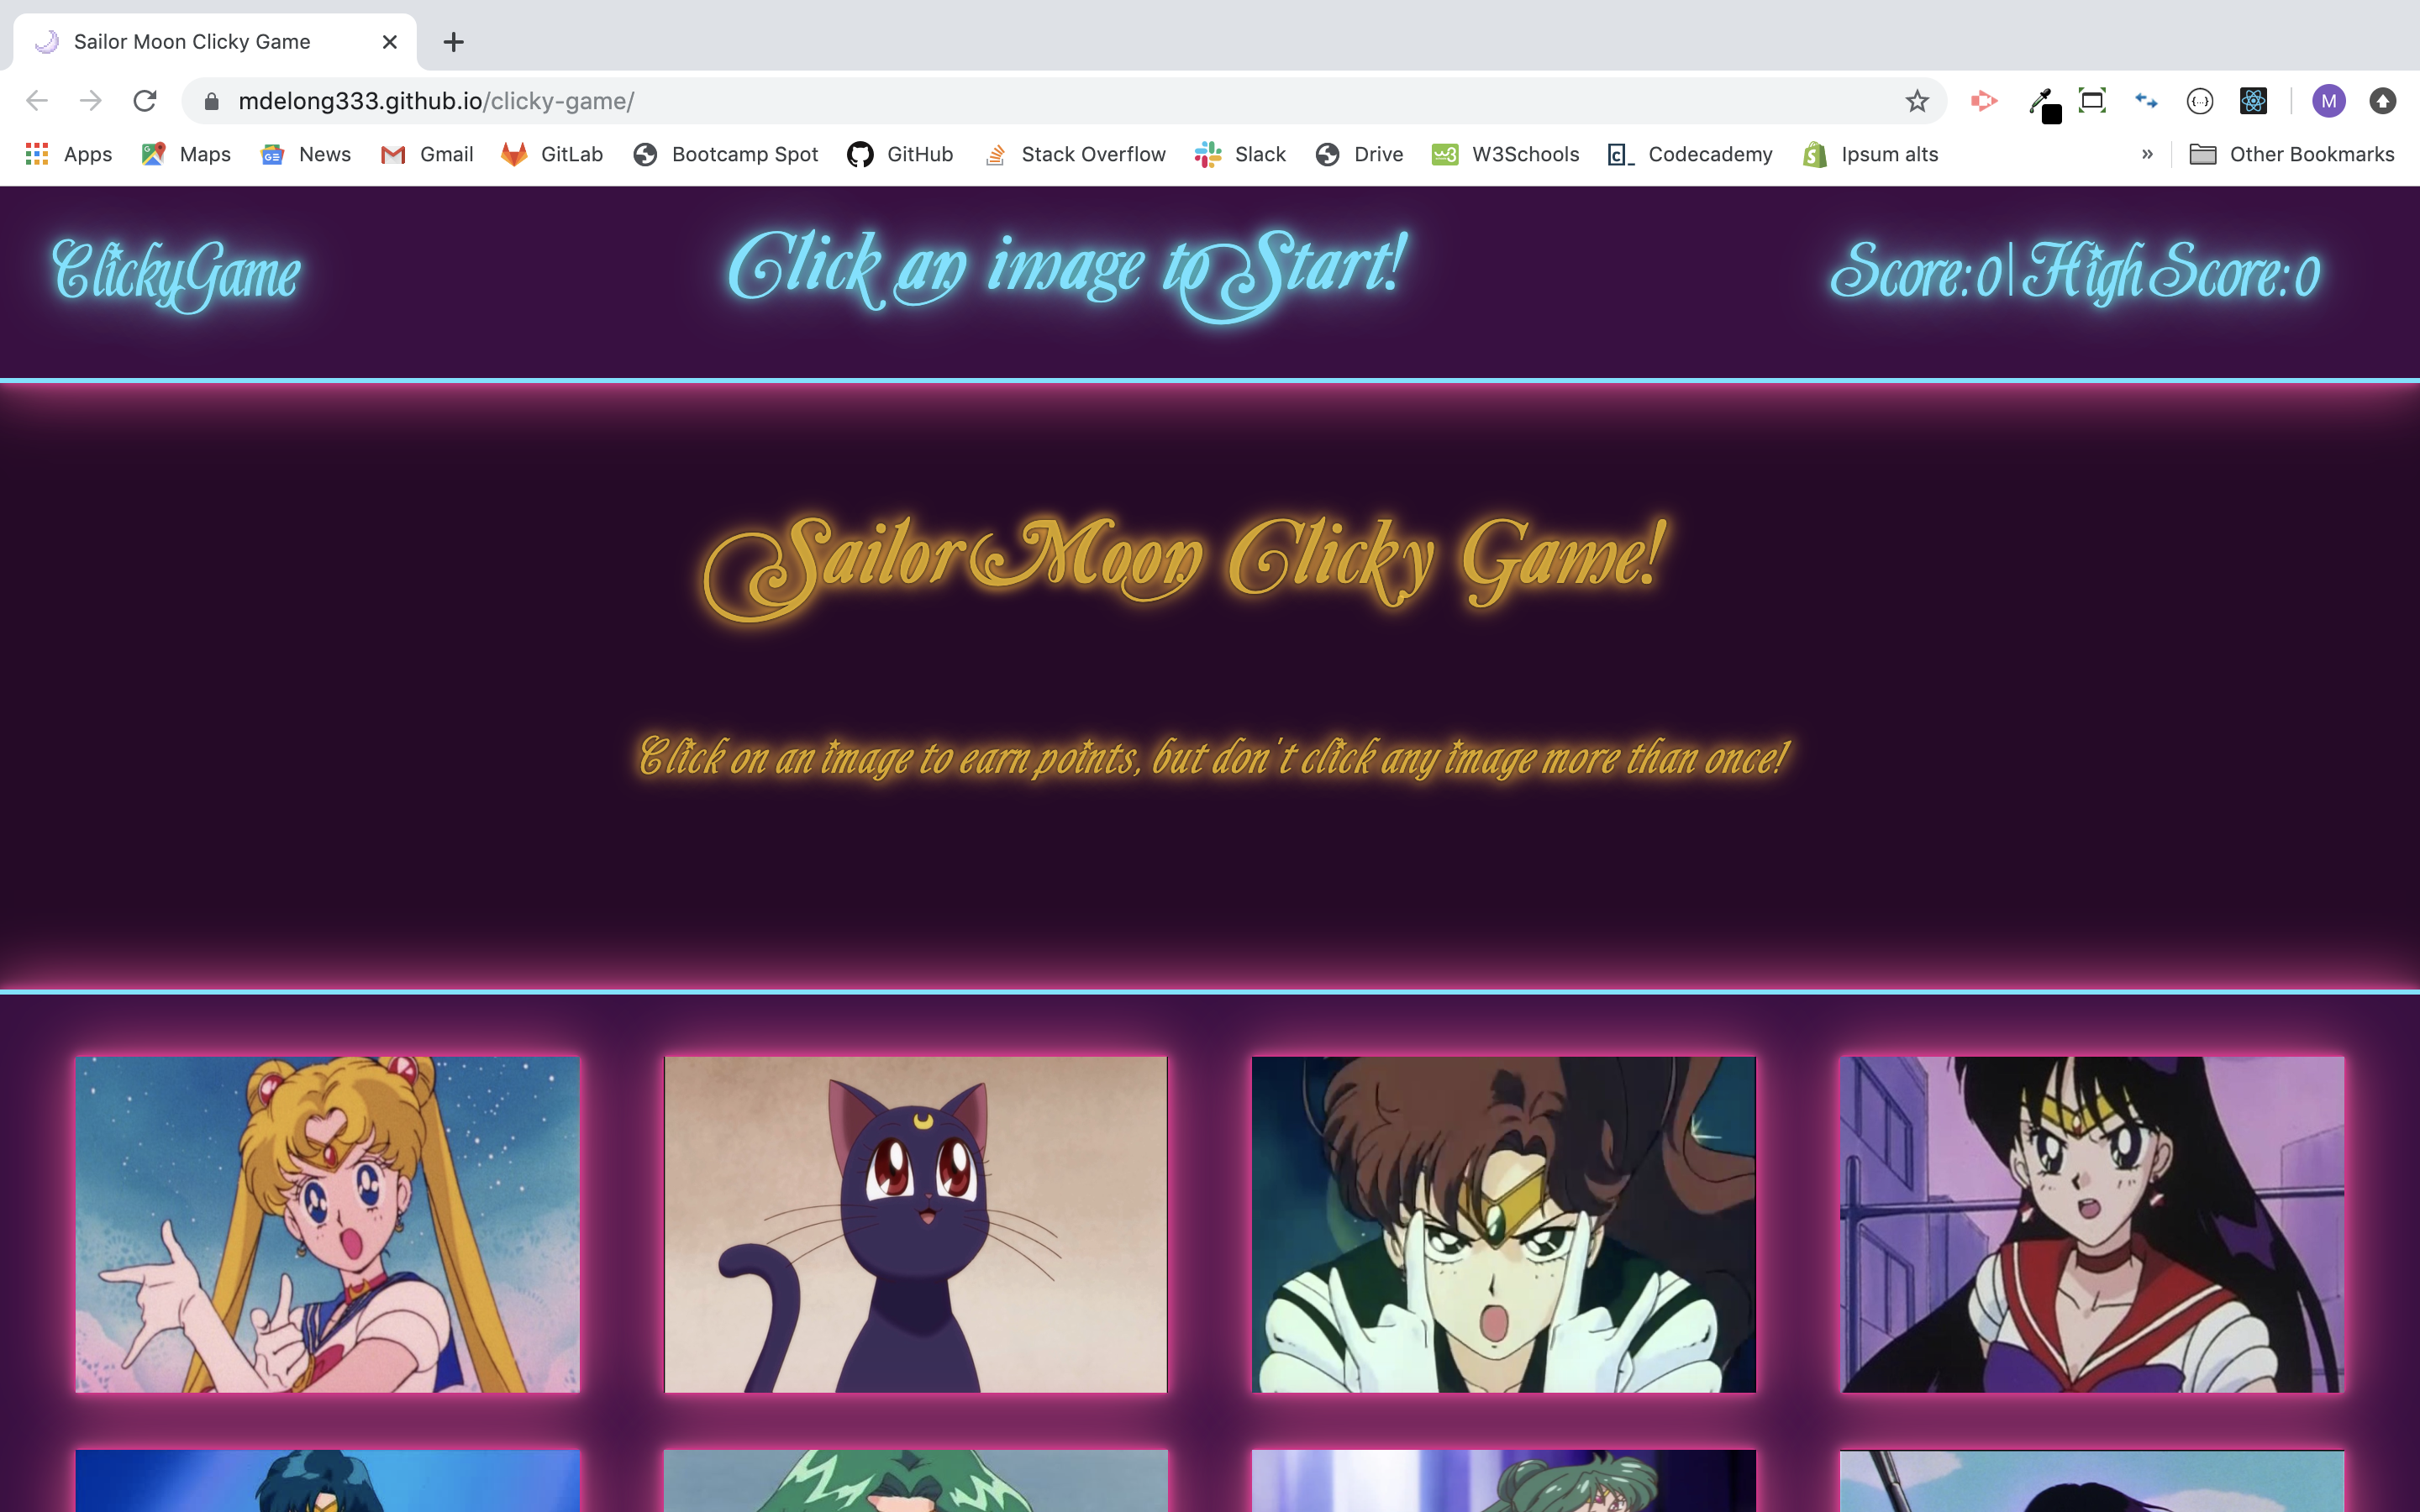 Sailor Moon Clicky Game
mdelong333.github.io/clicky-game/
M
Apps Maps News Gmail GitLab Bootcamp Spot GitHub Stack Overflow Slack Drive W3Schools Codecademy Ipsum alts » Other Bookmarks
ClickyGame Click an image to Start! Score: 0 | High Score: 0
Sailor Moon Clicky Game!
Click on an image to earn points, but don't click any image more than once!